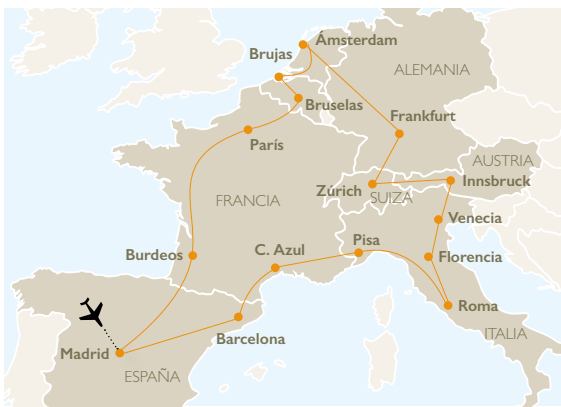 Ámsterdam
Brujas
ALEMANIA
Bruselas
Frankfurt
París
AUSTRIA
Innsbruck
Zúrich
SUIZA
FRANCIA
Venecia
Pisa
C. Azul
Burdeos
Florencia
Roma
Barcelona
ITALIA
Madrid
ESPAÑA